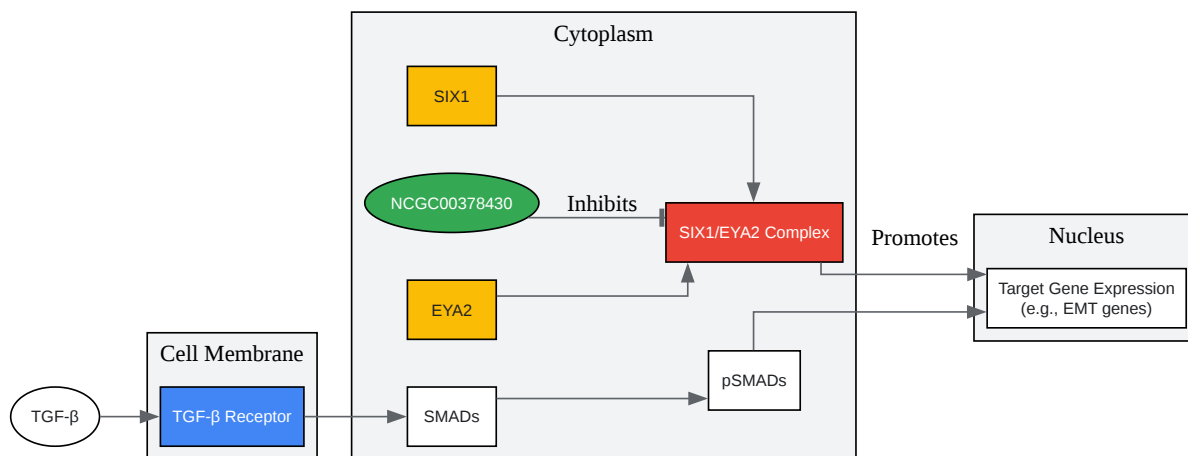 Cytoplasm
SIX1
NCGC00378430
Inhibits
SIX1/EYA2 Complex
Promotes
Nucleus
Target Gene Expression
(e.g., EMT genes)
EYA2
Cell Membrane
pSMADs
TGF-β
TGF-β Receptor
SMADs